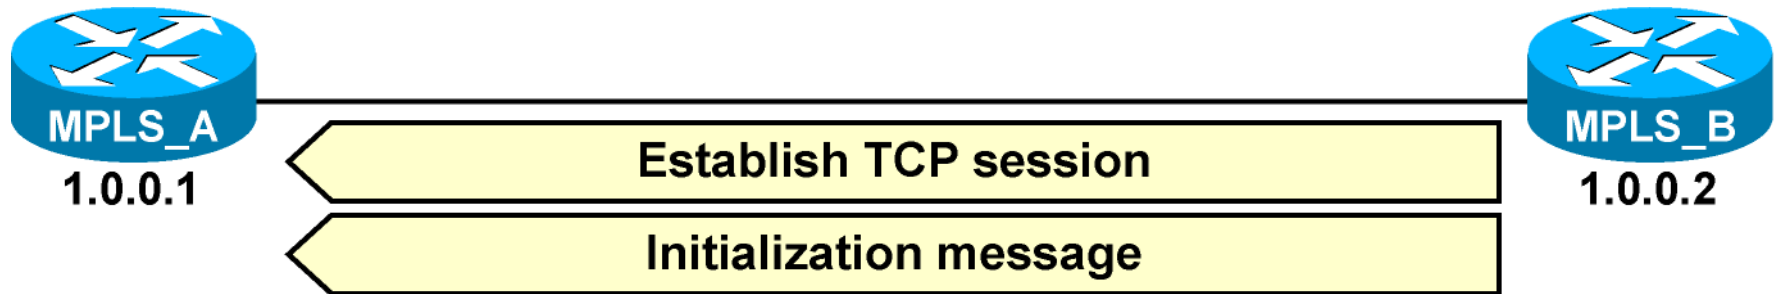 MPLS_A
MPLS_B
Establish TCP session
1.0.0.1
1.0.0.2
Initialization message